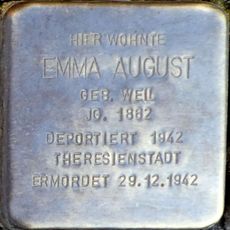 HIER WOHNTE
EMMA AUGUST
GEB. WEIL
JG. 1882
DEPORTIERT 1942
THERESIENSTADT
ERMORDET 29.12.1942